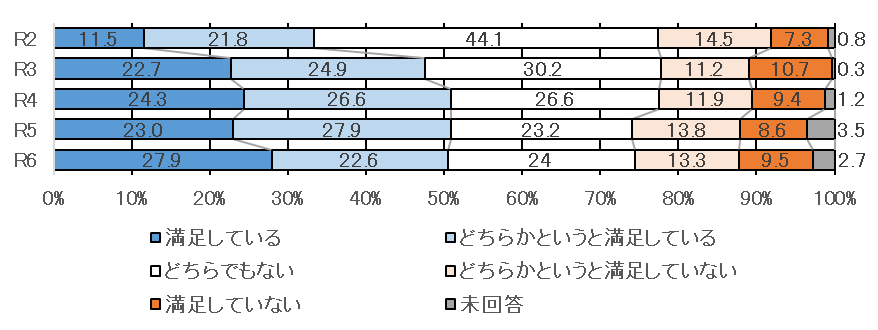 R2 11.5 21.8 44.1 14.5 7.3 0.8
R3 22.7 24.9 30.2 11.2 10.7 0.3
R4 24.3 26.6 26.6 11.9 9.4 1.2
R5 23.0 27.9 23.2 13.8 8.6 3.5
R6 27.9 22.6 24 13.3 9.5 2.7
0% 10% 20% 30% 40% 50% 60% 70% 80% 90% 100%
満足している どちらかというと満足している
どちらでもない どちらかというと満足していない
満足していない 未回答